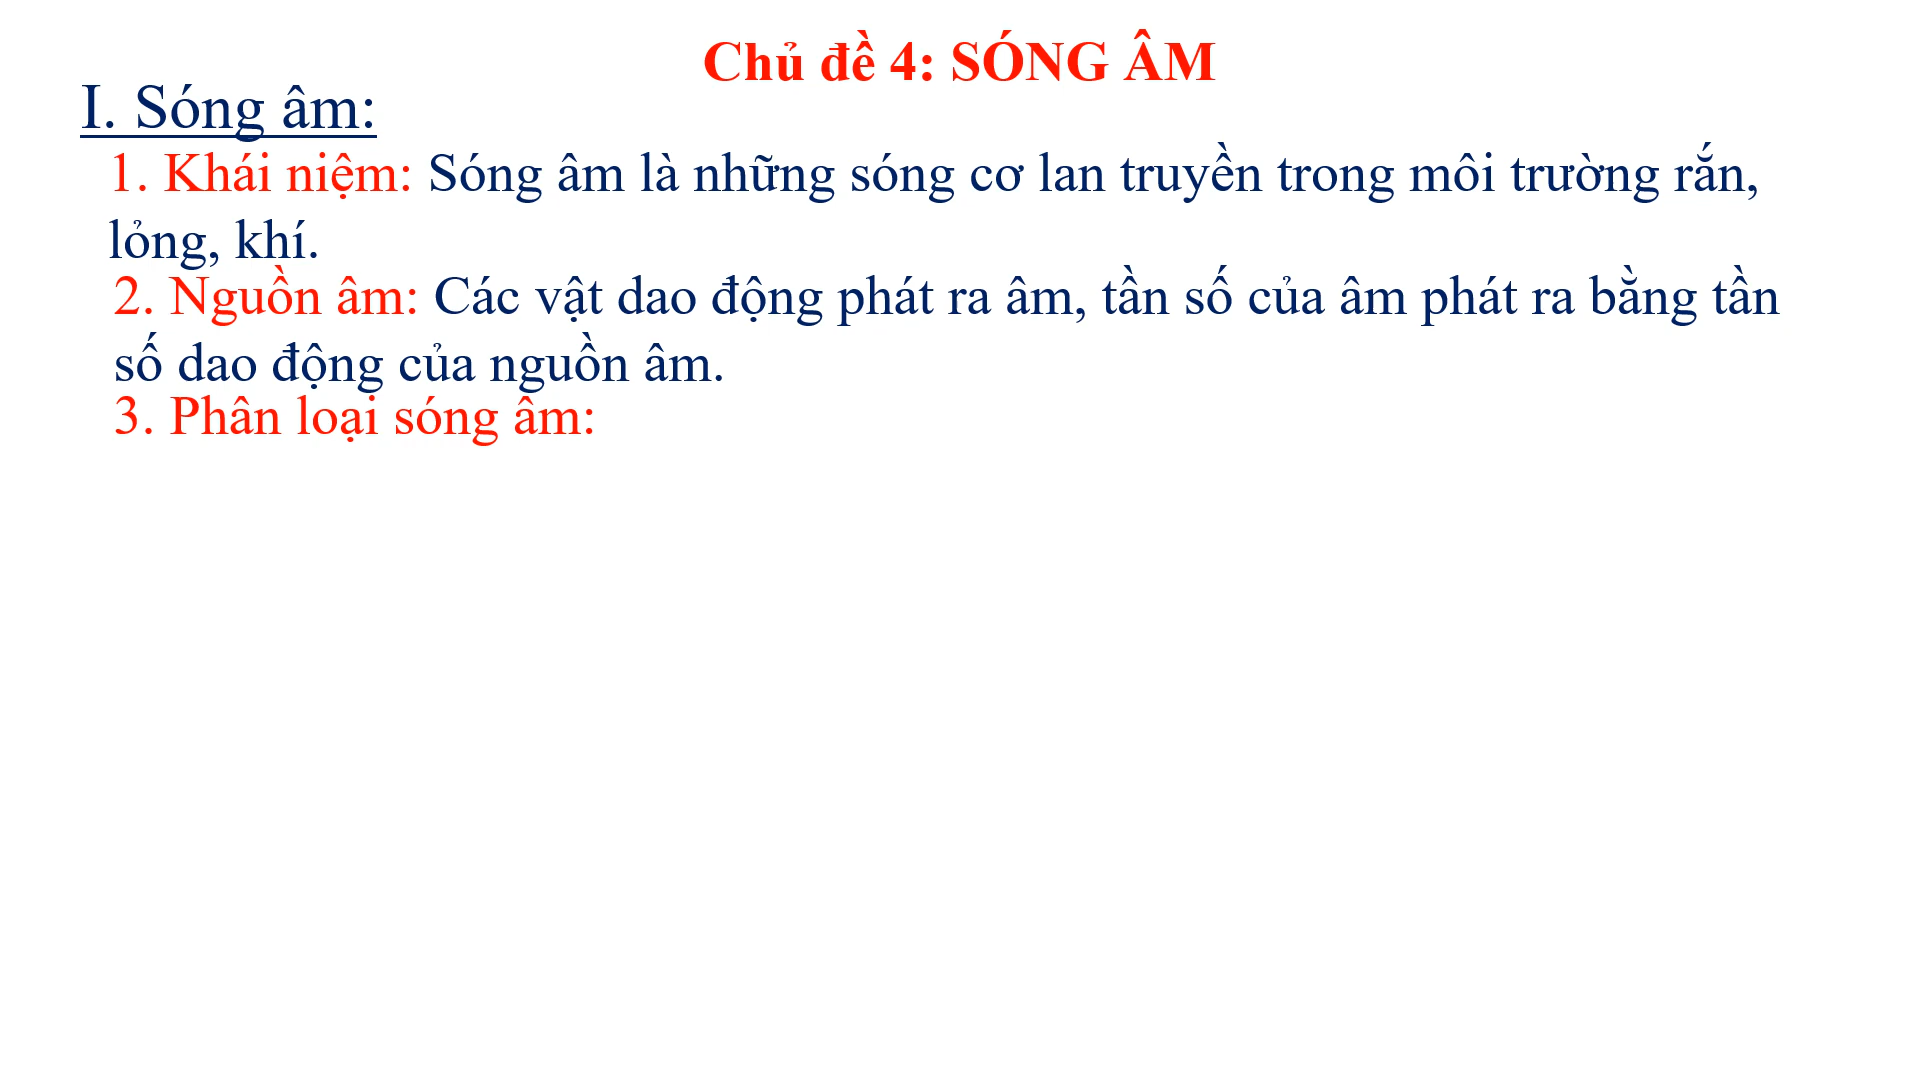 Chủ đề 4: SÓNG ÂM
I. Sóng âm:
1. Khái niệm: Sóng âm là những sóng cơ lan truyền trong môi trường rắn,
lỏng, khí.
2. Nguồn âm: Các vật dao động phát ra âm, tần số của âm phát ra bằng tần
số dao động của nguồn âm.
3. Phân loại sóng âm: